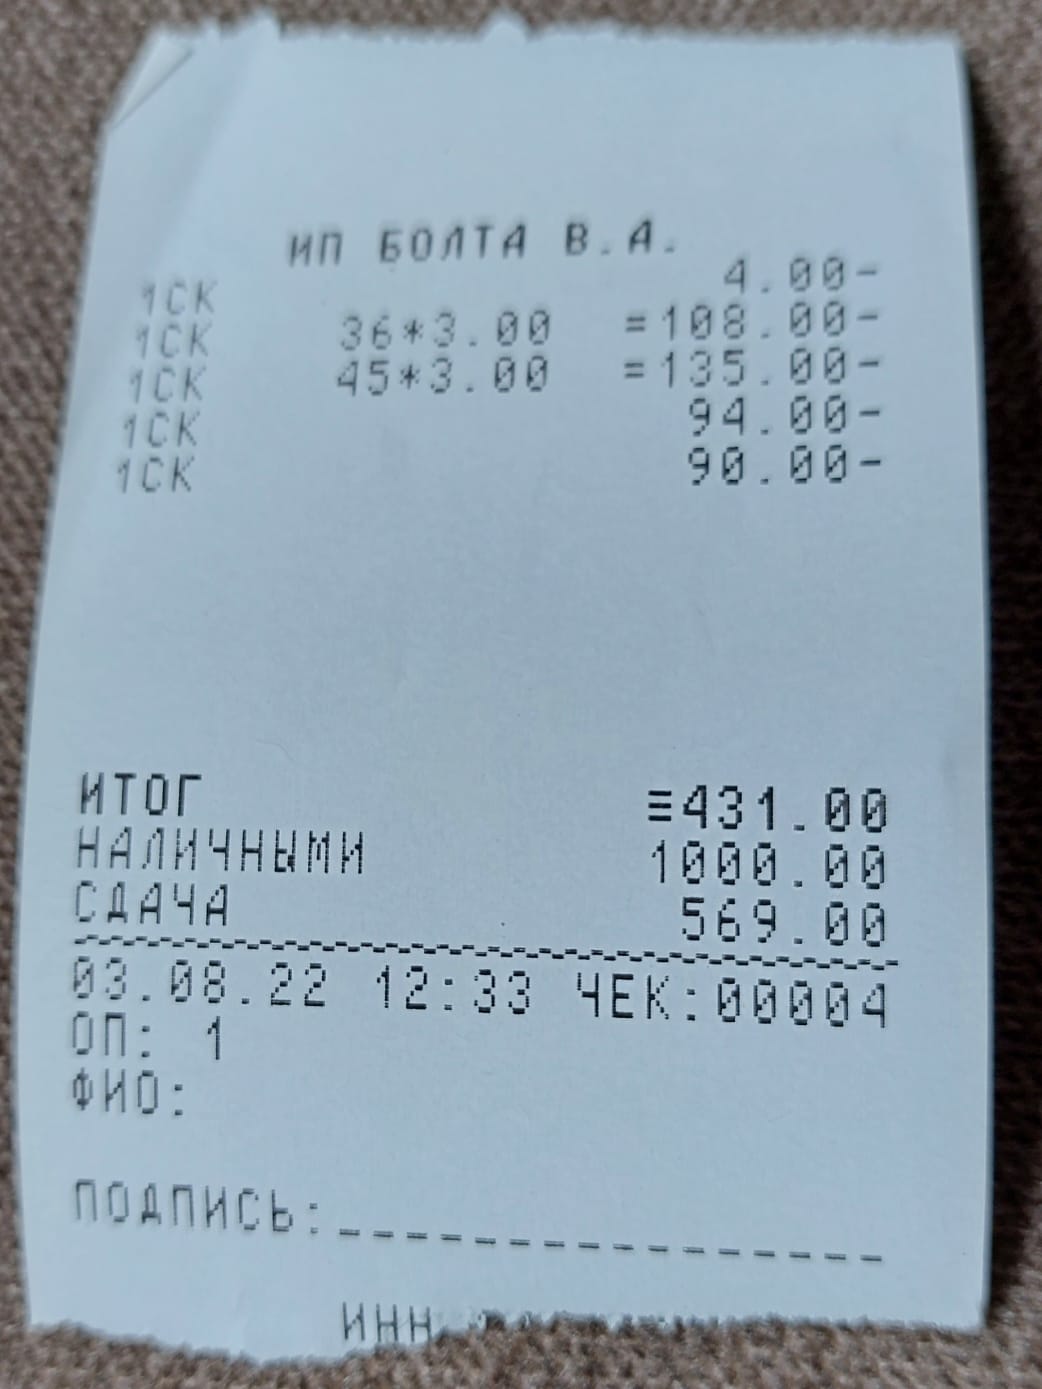 ИП БОЛТА В.А.
1СК 4.00-
1СК 36*3.00 =108.00-
1СК 45*3.00 =135.00-
1СК 94.00-
1СК 90.00-
ИТОГ ≡431.00
НАЛИЧНЫМИ 1000.00
СДАЧА 569.00
03.08.22 12:33 ЧЕК:00004
ОП: 1
ФИО:
ПОДПИСЬ:________________
ИНН